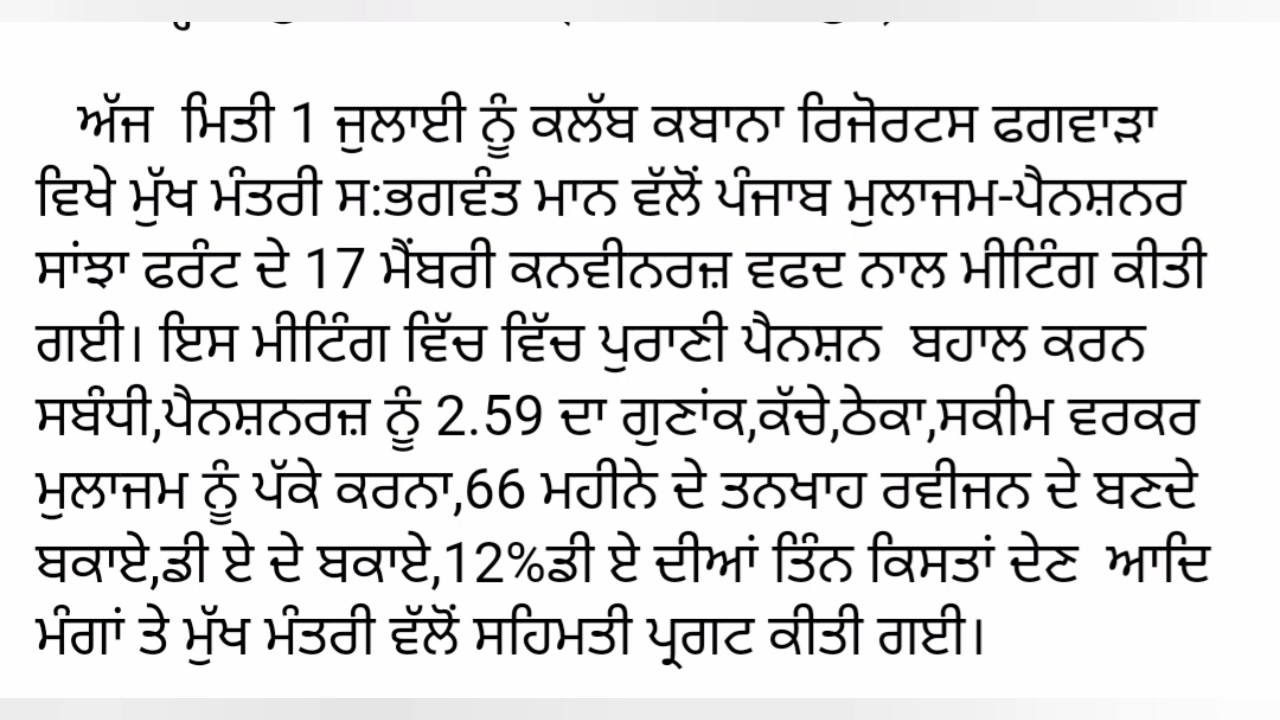 ਅੱਜ ਮਿਤੀ 1 ਜੁਲਾਈ ਨੂੰ ਕਲੱਬ ਕਬਾਨਾ ਰਿਜੋਰਟਸ ਫਗਵਾੜਾ
ਵਿਖੇ ਮੁੱਖ ਮੰਤਰੀ ਸ:ਭਗਵੰਤ ਮਾਨ ਵੱਲੋਂ ਪੰਜਾਬ ਮੁਲਾਜਮ-ਪੈਨਸ਼ਨਰ
ਸਾਂਝਾ ਫਰੰਟ ਦੇ 17 ਮੈਂਬਰੀ ਕਨਵੀਨਰਜ਼ ਵਫਦ ਨਾਲ ਮੀਟਿੰਗ ਕੀਤੀ
ਗਈ। ਇਸ ਮੀਟਿੰਗ ਵਿੱਚ ਵਿੱਚ ਪੁਰਾਣੀ ਪੈਨਸ਼ਨ ਬਹਾਲ ਕਰਨ
ਸਬੰਧੀ,ਪੈਨਸ਼ਨਰਜ਼ ਨੂੰ 2.59 ਦਾ ਗੁਣਾਂਕ,ਕੱਚੇ,ਠੇਕਾ,ਸਕੀਮ ਵਰਕਰ
ਮੁਲਾਜਮ ਨੂੰ ਪੱਕੇ ਕਰਨਾ,66 ਮਹੀਨੇ ਦੇ ਤਨਖਾਹ ਰਵੀਜਨ ਦੇ ਬਣਦੇ
ਬਕਾਏ,ਡੀ ਏ ਦੇ ਬਕਾਏ,12%ਡੀ ਏ ਦੀਆਂ ਤਿੰਨ ਕਿਸਤਾਂ ਦੇਣ ਆਦਿ
ਮੰਗਾਂ ਤੇ ਮੁੱਖ ਮੰਤਰੀ ਵੱਲੋਂ ਸਹਿਮਤੀ ਪ੍ਰਗਟ ਕੀਤੀ ਗਈ।